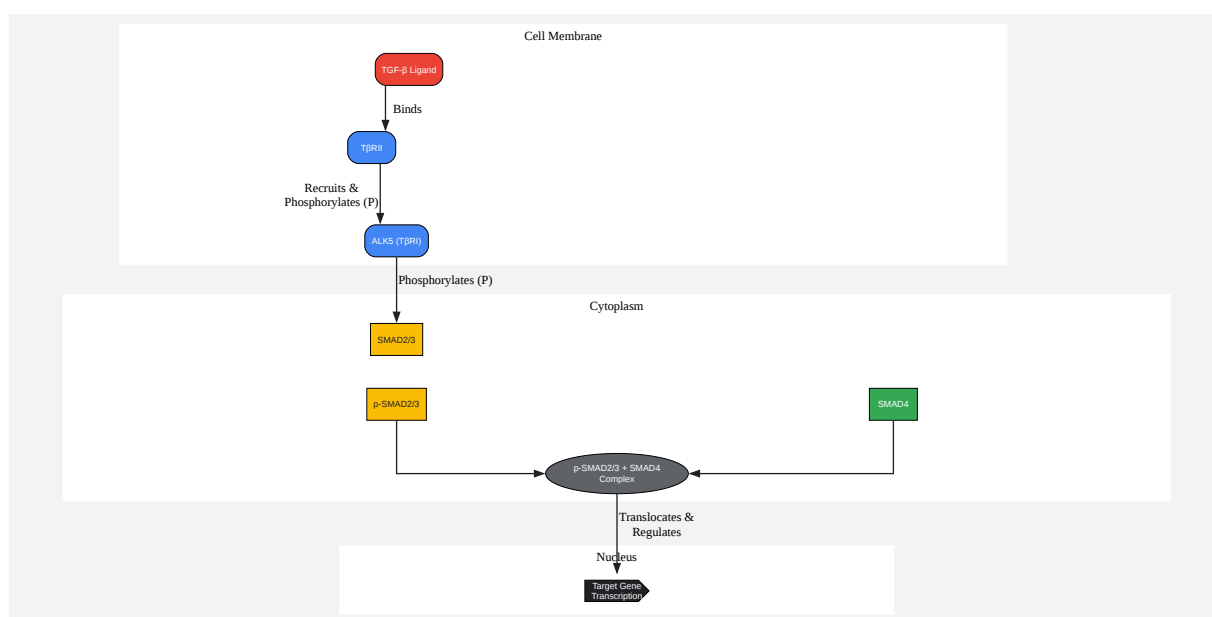 Cell Membrane
TGF-β Ligand
Binds
TβRII
Recruits &
Phosphorylates (P)
ALK5 (TβRI)
Phosphorylates (P)
Cytoplasm
SMAD2/3
p-SMAD2/3
SMAD4
p-SMAD2/3 + SMAD4
Complex
Translocates &
Regulates
Nucleus
Target Gene
Transcription